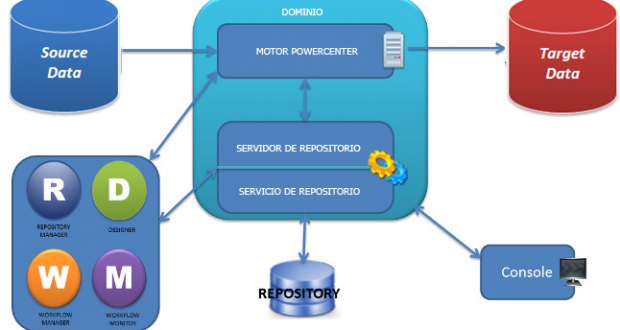 DOMINIO
Source
Data
MOTOR POWERCENTER
Target
Data
SERVIDOR DE REPOSITORIO
SERVICIO DE REPOSITORIO
R
D
REPOSITORY
MANAGER
DESIGNER
W
M
WORKFLOW
MANAGER
WORKFLOW
MONITOR
REPOSITORY
Console